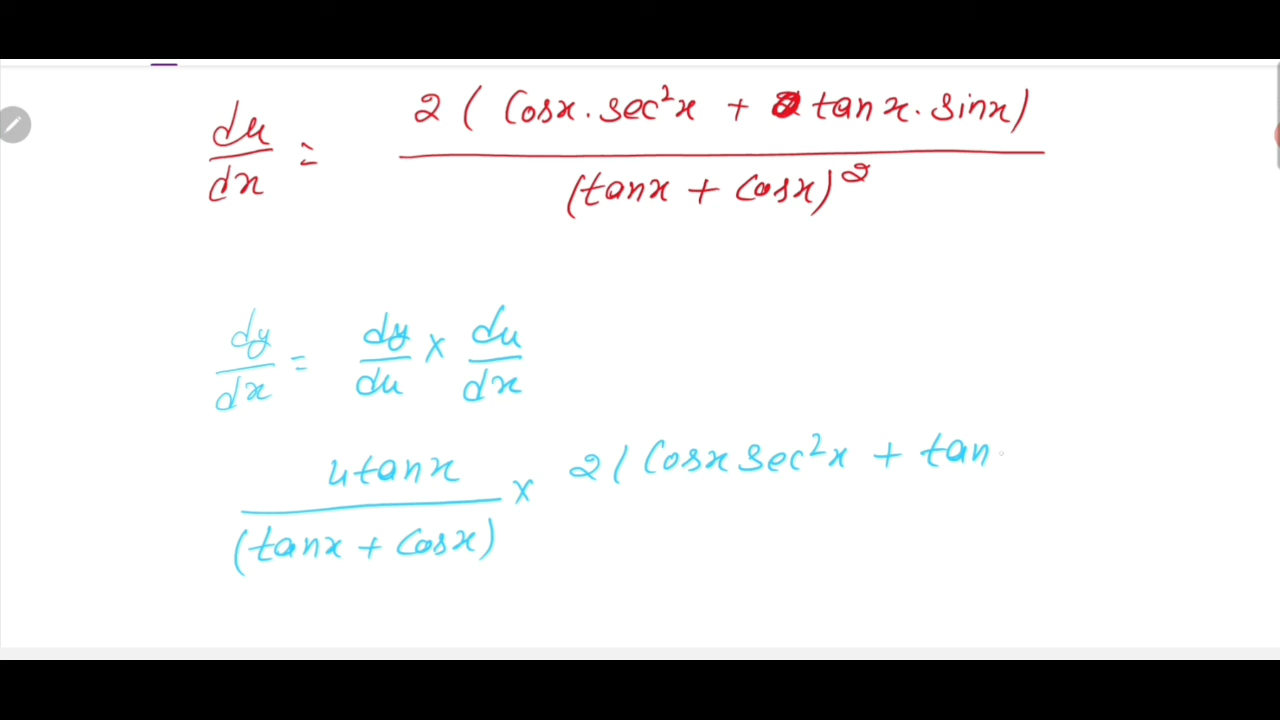 du/dx = 2 ( Cosx . sec²x + tanx . sinx) / (tanx + Cosx)²
dy/dx = dy/du × du/dx
4tanx / (tanx + Cosx) × 2 ( Cosx sec²x + tan